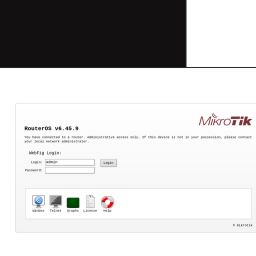 MikroTik
RouterOS v6.45.9
You have connected to a router. Administrative access only. If this device is not in your possession, please contact
your local network administrator.
WebFig Login:
Login: admin Login
Password:
Winbox Telnet Graphs License Help
© mikrotik